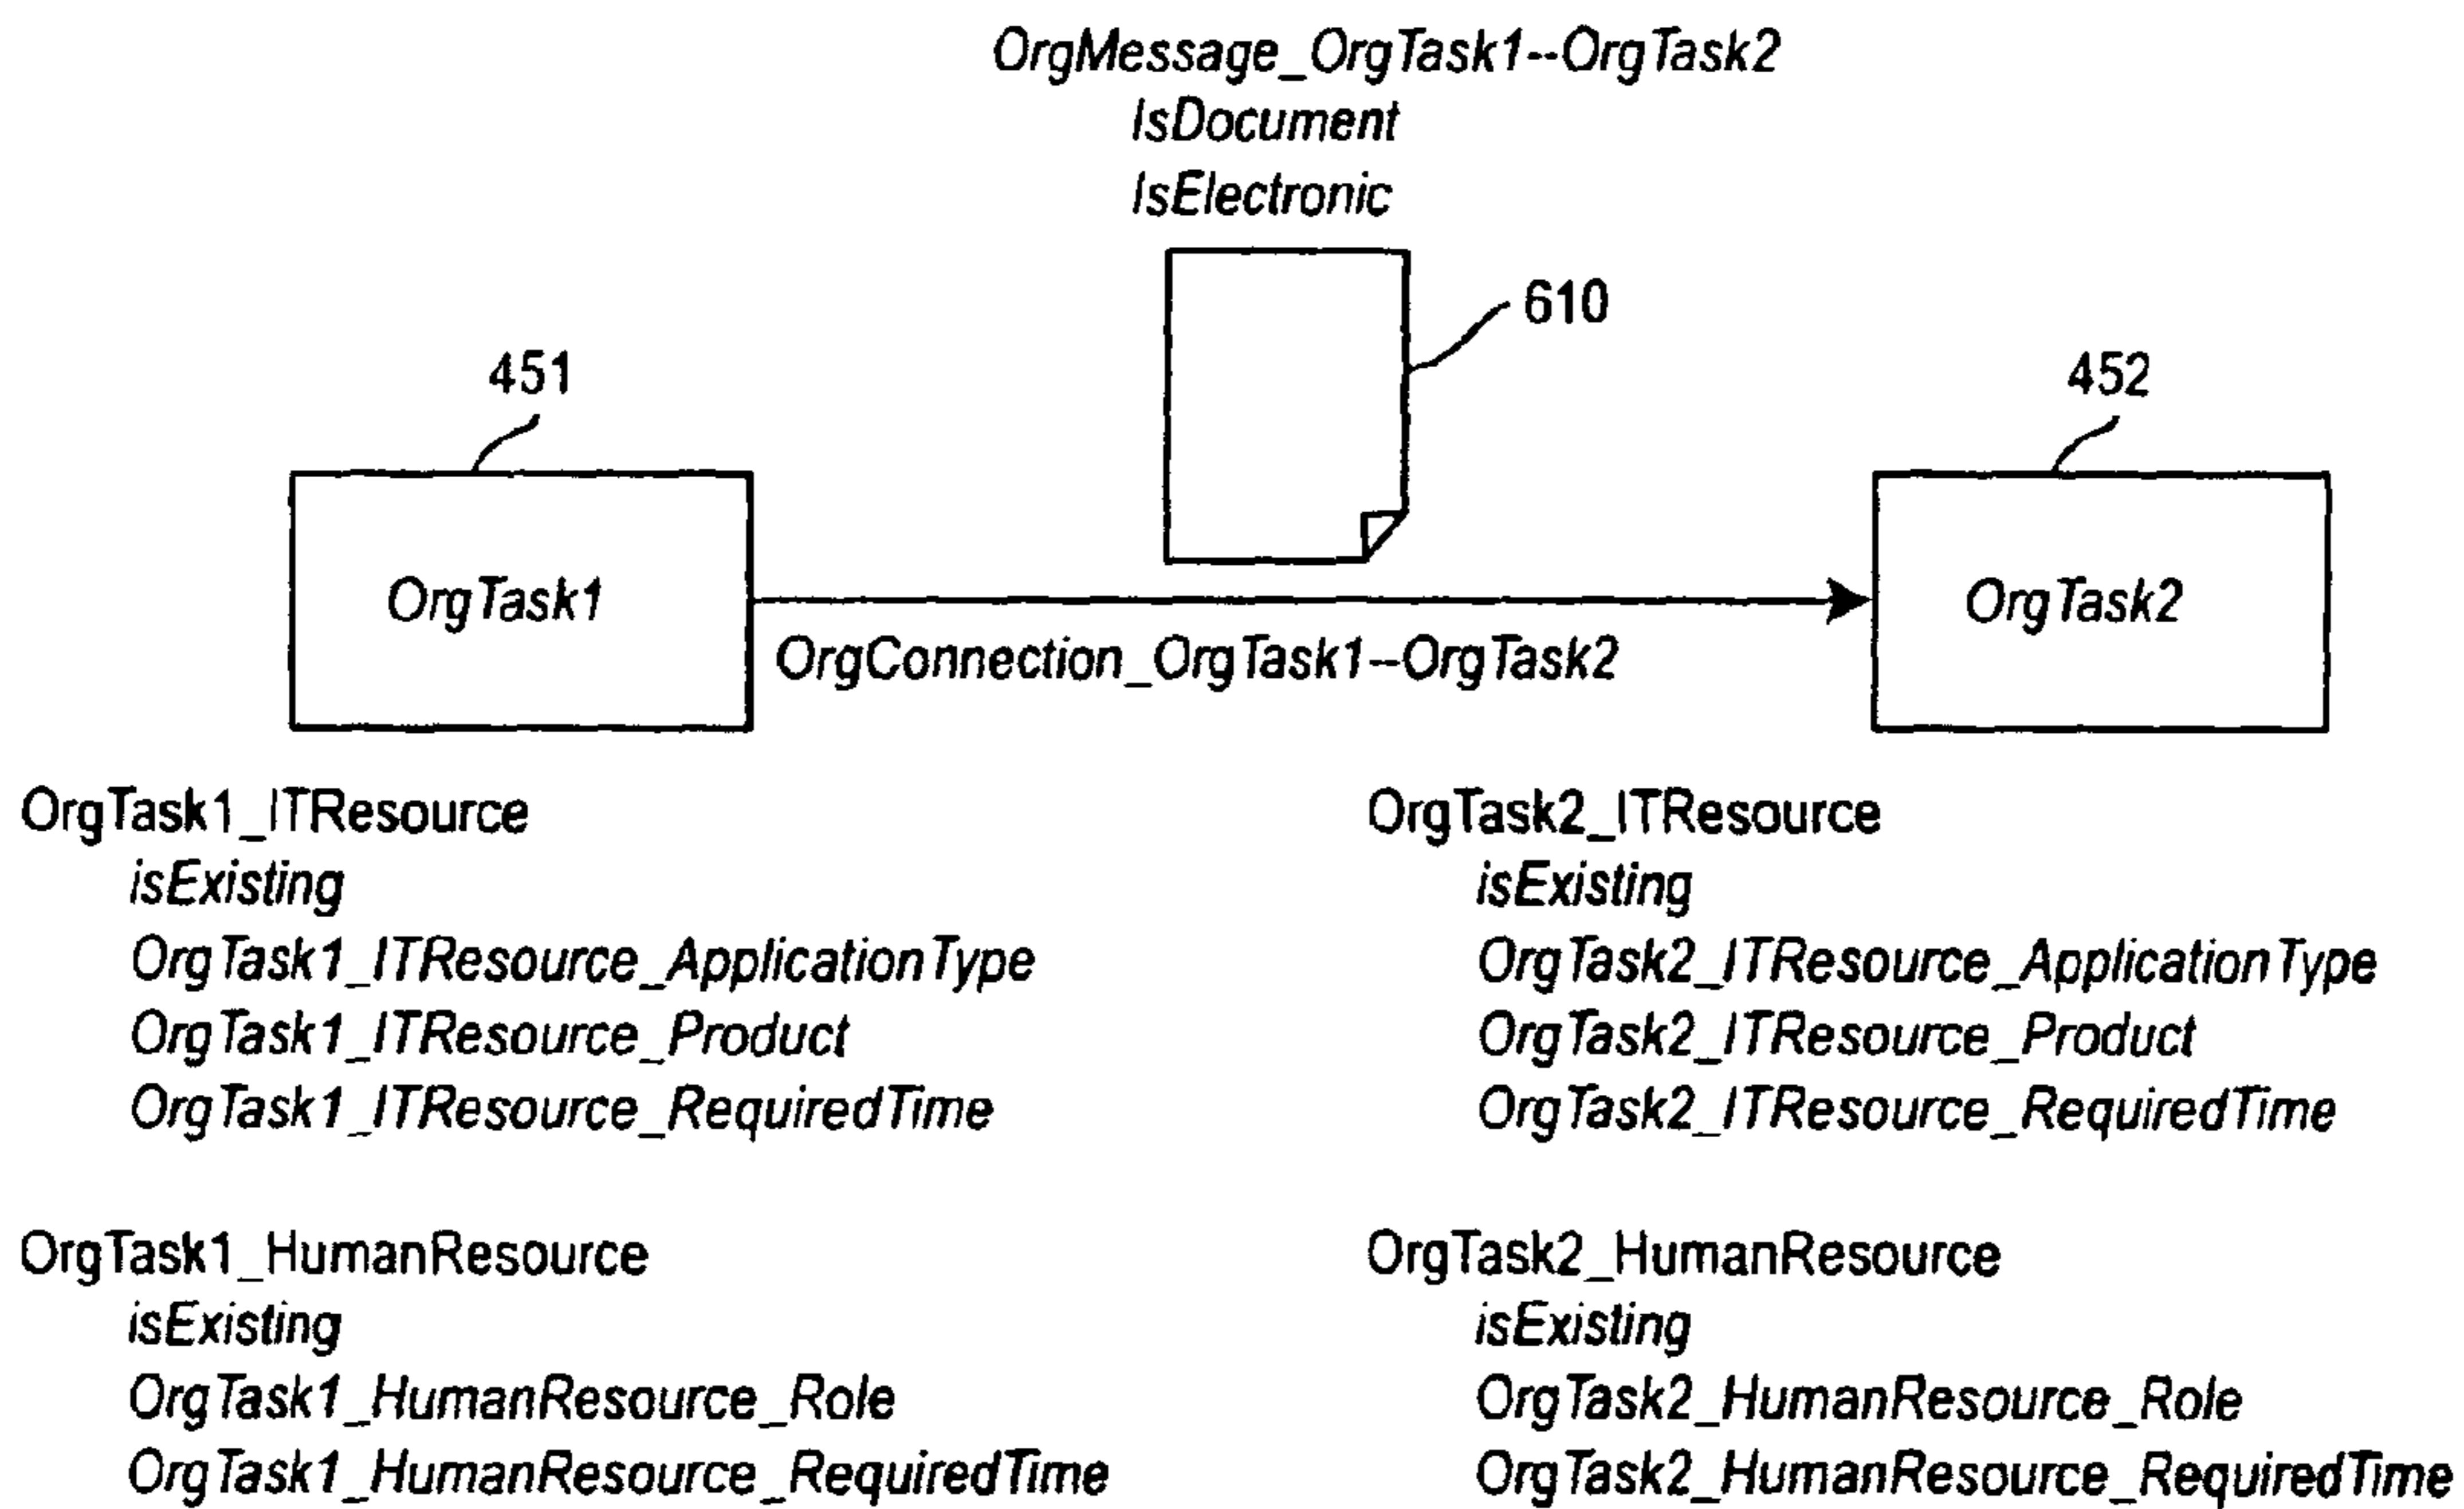 OrgMessage_OrgTask1--OrgTask2
IsDocument
IsElectronic
610
451
452
OrgTask1
OrgTask2
OrgConnection_OrgTask1--OrgTask2
OrgTask1_ITResource
isExisting
OrgTask1_ITResource_ApplicationType
OrgTask1_ITResource_Product
OrgTask1_ITResource_RequiredTime
OrgTask1_HumanResource
isExisting
OrgTask1_HumanResource_Role
OrgTask1_HumanResource_RequiredTime
OrgTask2_ITResource
isExisting
OrgTask2_ITResource_ApplicationType
OrgTask2_ITResource_Product
OrgTask2_ITResource_RequiredTime
OrgTask2_HumanResource
isExisting
OrgTask2_HumanResource_Role
OrgTask2_HumanResource_RequiredTime